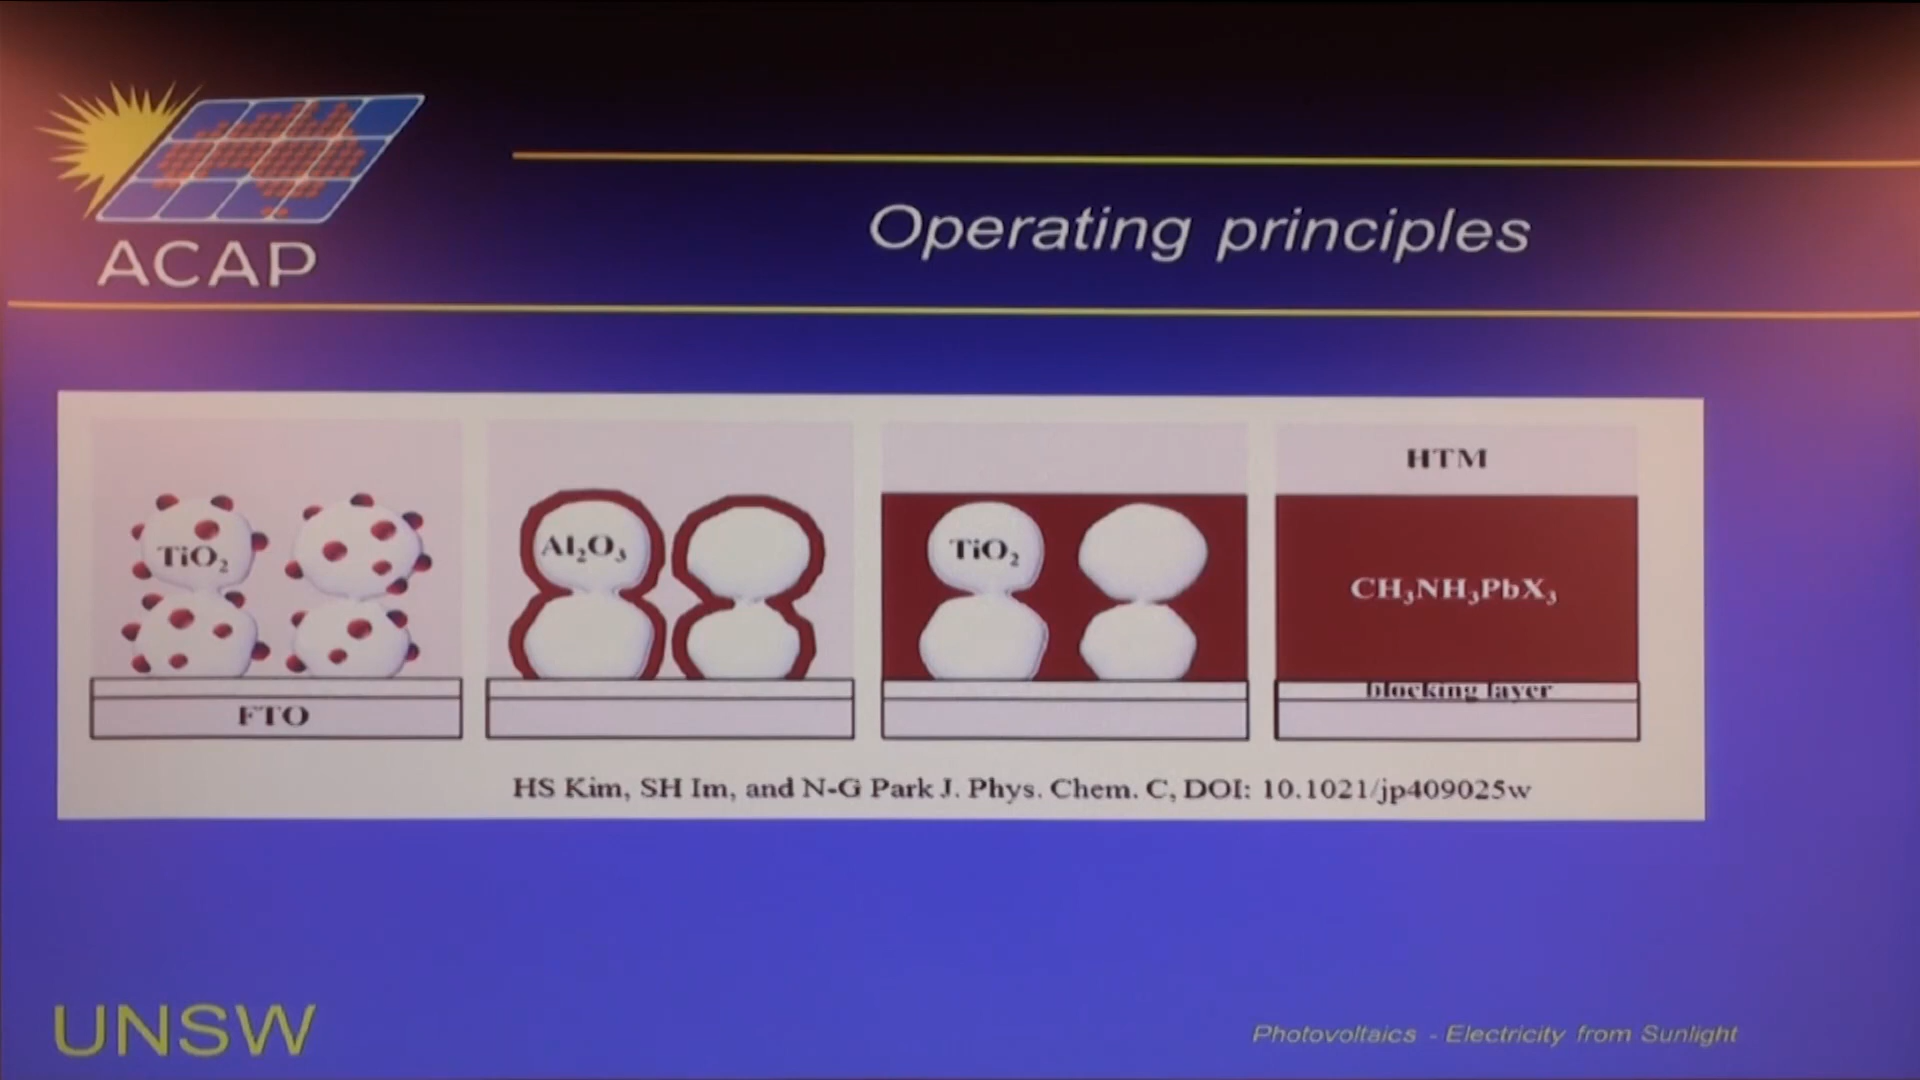 ACAP
Operating principles
TiO₂
FTO
Al₂O₃
TiO₂
HTM
CH₃NH₃PbX₃
blocking layer
HS Kim, SH Im, and N-G Park J. Phys. Chem. C, DOI: 10.1021/jp409025w
UNSW
Photovoltaics - Electricity from Sunlight